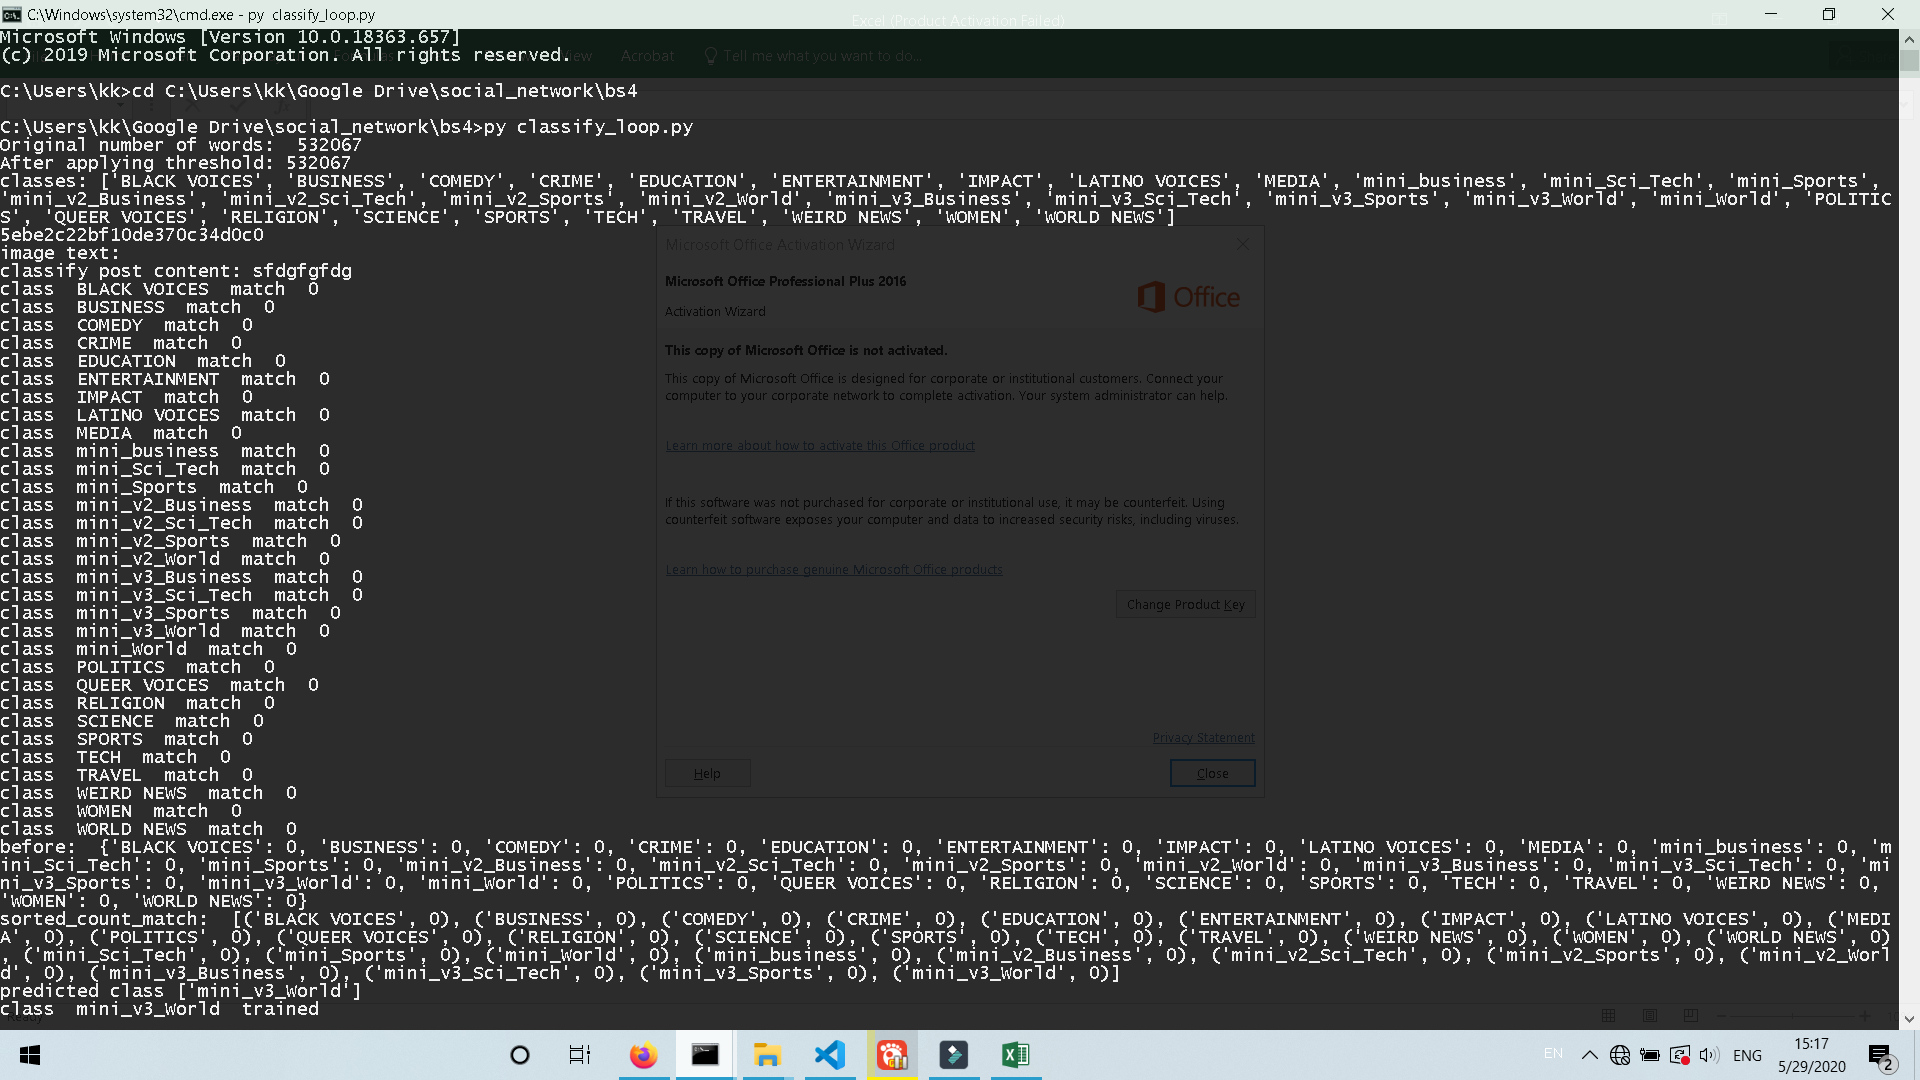 C:\Windows\system32\cmd.exe - py  classify_loop.py
Excel (Product Activation Failed)
Microsoft Windows [Version 10.0.18363.657]
(c) 2019 Microsoft Corporation. All rights reserved.
View
Acrobat
Tell me what you want to do...
C:\Users\kk>cd C:\Users\kk\Google Drive\social_network\bs4
C:\Users\kk\Google Drive\social_network\bs4>py classify_loop.py
Original number of words:  532067
After applying threshold: 532067
classes: ['BLACK VOICES', 'BUSINESS', 'COMEDY', 'CRIME', 'EDUCATION', 'ENTERTAINMENT', 'IMPACT', 'LATINO VOICES', 'MEDIA', 'mini_business', 'mini_Sci_Tech', 'mini_Sports',
'mini_v2_Business', 'mini_v2_Sci_Tech', 'mini_v2_Sports', 'mini_v2_World', 'mini_v3_Business', 'mini_v3_Sci_Tech', 'mini_v3_Sports', 'mini_v3_World', 'mini_World', 'POLITIC
S', 'QUEER VOICES', 'RELIGION', 'SCIENCE', 'SPORTS', 'TECH', 'TRAVEL', 'WEIRD NEWS', 'WOMEN', 'WORLD NEWS']
5ebe2c22bf10de370c34d0c0
image text:
classify post content: sfdgfgfdg
class  BLACK VOICES  match  0
class  BUSINESS  match  0
class  COMEDY  match  0
class  CRIME  match  0
class  EDUCATION  match  0
class  ENTERTAINMENT  match  0
class  IMPACT  match  0
class  LATINO VOICES  match  0
class  MEDIA  match  0
class  mini_business  match  0
class  mini_Sci_Tech  match  0
class  mini_Sports  match  0
class  mini_v2_Business  match  0
class  mini_v2_Sci_Tech  match  0
class  mini_v2_Sports  match  0
class  mini_v2_World  match  0
class  mini_v3_Business  match  0
class  mini_v3_Sci_Tech  match  0
class  mini_v3_Sports  match  0
class  mini_v3_World  match  0
class  mini_World  match  0
class  POLITICS  match  0
class  QUEER VOICES  match  0
class  RELIGION  match  0
class  SCIENCE  match  0
class  SPORTS  match  0
class  TECH  match  0
class  TRAVEL  match  0
class  WEIRD NEWS  match  0
class  WOMEN  match  0
class  WORLD NEWS  match  0
before:  {'BLACK VOICES': 0, 'BUSINESS': 0, 'COMEDY': 0, 'CRIME': 0, 'EDUCATION': 0, 'ENTERTAINMENT': 0, 'IMPACT': 0, 'LATINO VOICES': 0, 'MEDIA': 0, 'mini_business': 0, 'm
ini_Sci_Tech': 0, 'mini_Sports': 0, 'mini_v2_Business': 0, 'mini_v2_Sci_Tech': 0, 'mini_v2_Sports': 0, 'mini_v2_World': 0, 'mini_v3_Business': 0, 'mini_v3_Sci_Tech': 0, 'mi
ni_v3_Sports': 0, 'mini_v3_World': 0, 'mini_World': 0, 'POLITICS': 0, 'QUEER VOICES': 0, 'RELIGION': 0, 'SCIENCE': 0, 'SPORTS': 0, 'TECH': 0, 'TRAVEL': 0, 'WEIRD NEWS': 0,
'WOMEN': 0, 'WORLD NEWS': 0}
sorted_count_match:  [('BLACK VOICES', 0), ('BUSINESS', 0), ('COMEDY', 0), ('CRIME', 0), ('EDUCATION', 0), ('ENTERTAINMENT', 0), ('IMPACT', 0), ('LATINO VOICES', 0), ('MEDI
A', 0), ('POLITICS', 0), ('QUEER VOICES', 0), ('RELIGION', 0), ('SCIENCE', 0), ('SPORTS', 0), ('TECH', 0), ('TRAVEL', 0), ('WEIRD NEWS', 0), ('WOMEN', 0), ('WORLD NEWS', 0)
, ('mini_Sci_Tech', 0), ('mini_Sports', 0), ('mini_World', 0), ('mini_business', 0), ('mini_v2_Business', 0), ('mini_v2_Sci_Tech', 0), ('mini_v2_Sports', 0), ('mini_v2_Worl
d', 0), ('mini_v3_Business', 0), ('mini_v3_Sci_Tech', 0), ('mini_v3_Sports', 0), ('mini_v3_World', 0)]
predicted class ['mini_v3_World']
class  mini_v3_World  trained
Microsoft Office Activation Wizard
Microsoft Office Professional Plus 2016
Activation Wizard
Office
This copy of Microsoft Office is not activated.
This copy of Microsoft Office is designed for corporate or institutional customers. Connect your
computer to your corporate network to complete activation. Your system administrator can help.
Learn more about how to activate this Office product
If this software was not purchased for corporate or institutional use, it may be counterfeit. Using
counterfeit software exposes your computer and data to increased security risks, including viruses.
Learn how to purchase genuine Microsoft Office products
Change Product Key
Privacy Statement
Help
Close
EN
ENG
15:17
5/29/2020
2